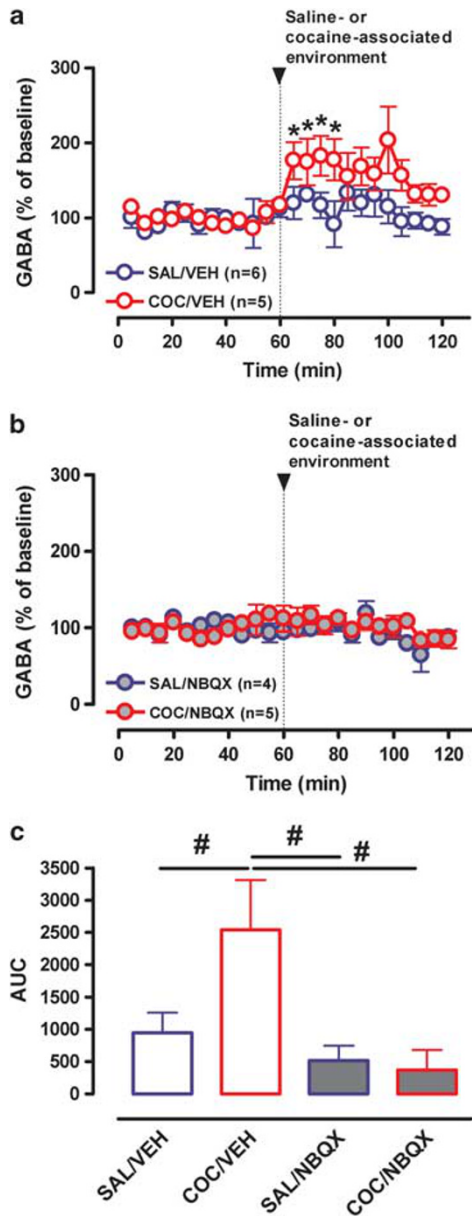 a
Saline- or
cocaine-associated
environment
300
200
100
0
GABA (% of baseline)
* * * *
SAL/VEH (n=6)
COC/VEH (n=5)
0 20 40 60 80 100 120
Time (min)
b
Saline- or
cocaine-associated
environment
300
200
100
0
GABA (% of baseline)
SAL/NBQX (n=4)
COC/NBQX (n=5)
0 20 40 60 80 100 120
Time (min)
c
# # #
3500
3000
2500
2000
1500
1000
500
0
AUC
SAL/VEH
COC/VEH
SAL/NBQX
COC/NBQX